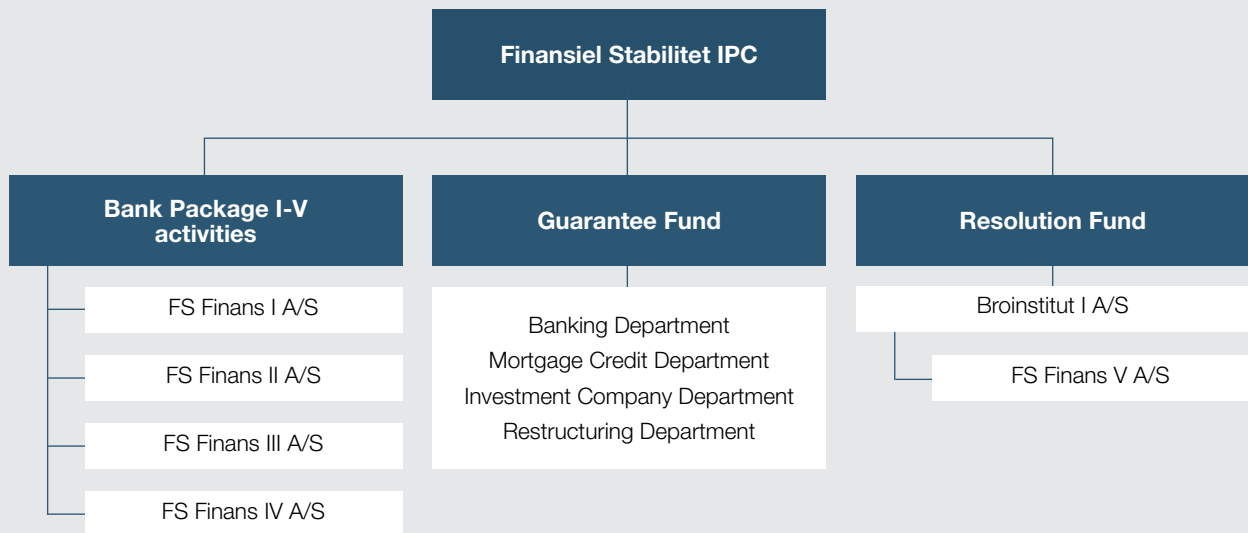 Finansiel Stabilitet IPC
Bank Package I-V
activities
FS Finans I A/S
FS Finans II A/S
FS Finans III A/S
FS Finans IV A/S
Guarantee Fund
Banking Department
Mortgage Credit Department
Investment Company Department
Restructuring Department
Resolution Fund
Broinstitut I A/S
FS Finans V A/S